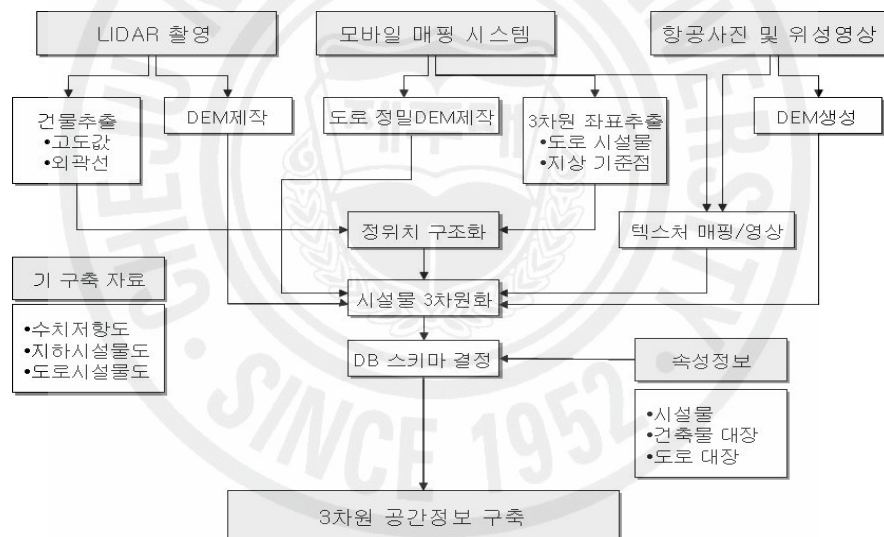 LIDAR 촬영
모바일 매핑 시스템
항공사진 및 위성영상
건물추출
•고도값
•외곽선
DEM제작
도로 정밀DEM제작
3차원 좌표추출
•도로 시설물
•지상 기준점
DEM생성
정위치 구조화
텍스처 매핑/영상
기 구축 자료
•수치저항도
•지하시설물도
•도로시설물도
시설물 3차원화
DB 스키마 결정
속성정보
•시설물
•건축물 대장
•도로 대장
3차원 공간정보 구축
SINCE 1952